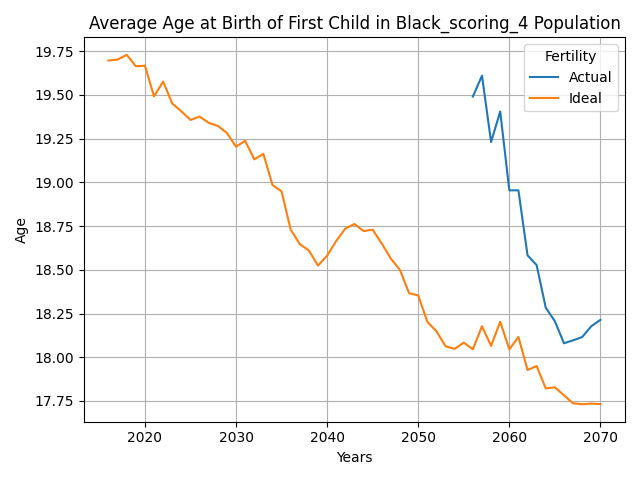 Average Age at Birth of First Child in Black_scoring_4 Population
Fertility
Actual
Ideal
Age
19.75
19.50
19.25
19.00
18.75
18.50
18.25
18.00
17.75
2020 2030 2040 2050 2060 2070
Years